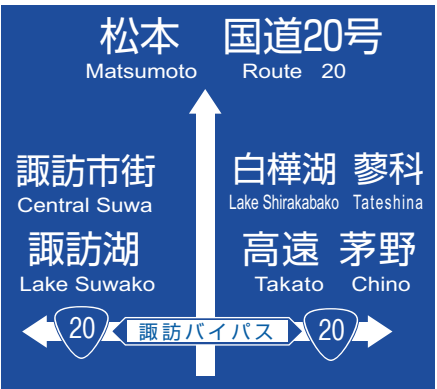 松本 国道20号
Matsumoto Route 20
諏訪市街
Central Suwa
諏訪湖
Lake Suwako
白樺湖 蓼科
Lake Shirakabako Tateshina
高遠 茅野
Takato Chino
20 諏訪バイパス 20